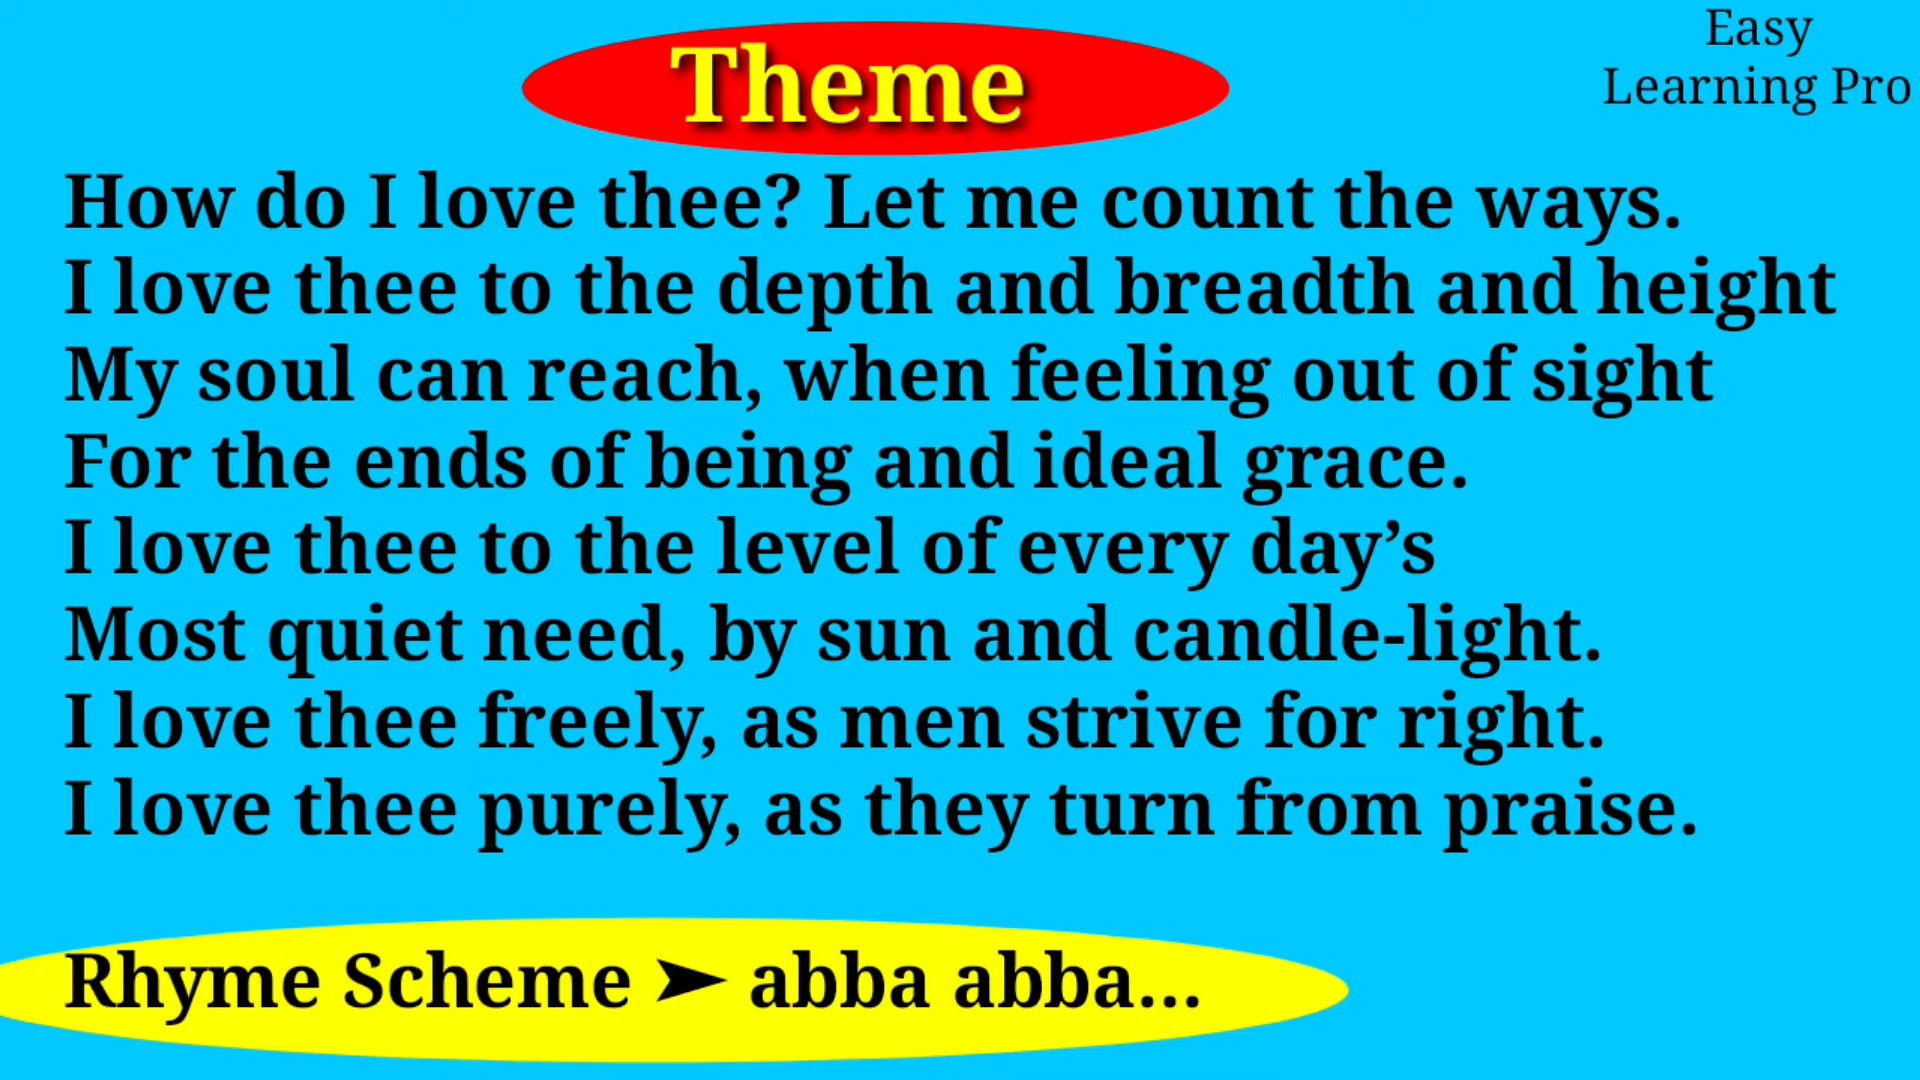 Theme
Easy
Learning Pro
How do I love thee? Let me count the ways.
I love thee to the depth and breadth and height
My soul can reach, when feeling out of sight
For the ends of being and ideal grace.
I love thee to the level of every day’s
Most quiet need, by sun and candle-light.
I love thee freely, as men strive for right.
I love thee purely, as they turn from praise.
Rhyme Scheme ➤ abba abba...